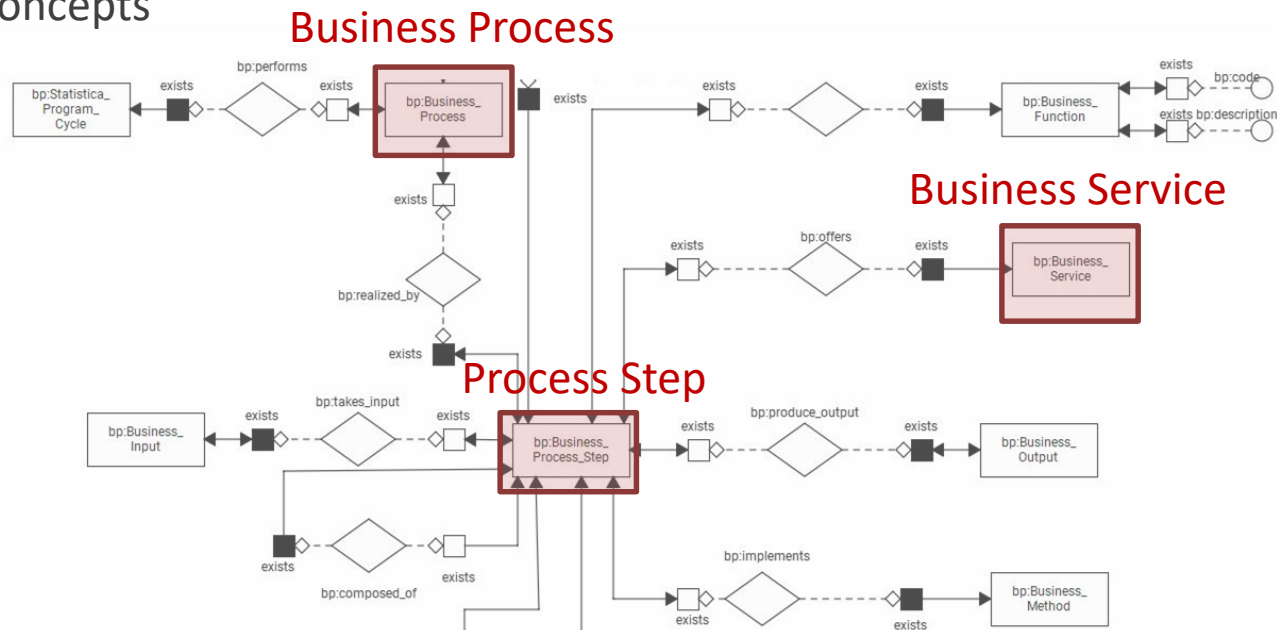 oncepts
Business Process
bp:performs
exists
exists
exists
exists
exists
exists
bp:code
bp:Statistica_
Program_
Cycle
bp:Business_
Process
bp:Business_
Function
exists
bp:description
exists
Business Service
exists
bp:offers
exists
bp:Business_
Service
bp:realized_by
exists
Process Step
bp:takes_input
exists
exists
bp:produce_output
exists
exists
bp:Business_
Input
bp:Business_
Process_Step
bp:Business_
Output
exists
exists
bp:composed_of
bp:implements
exists
exists
bp:Business_
Method